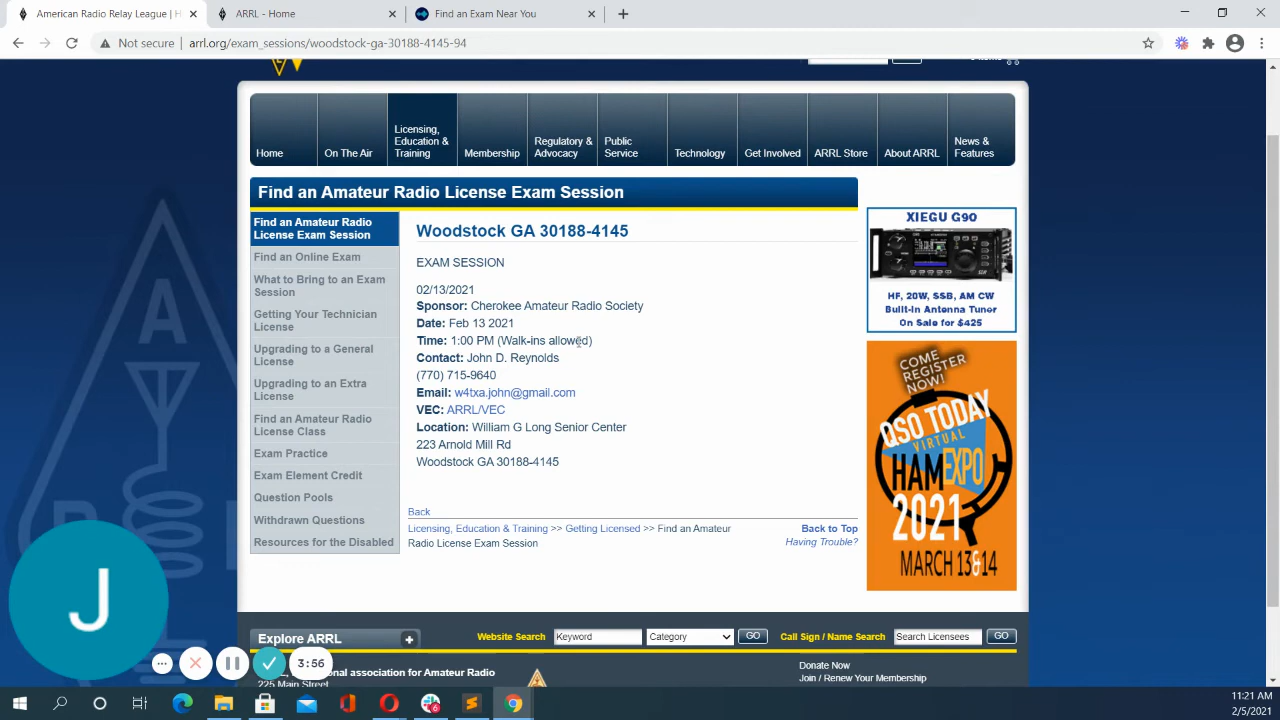 American Radio Relay League | H
ARRL - Home
American Radio Relay League
Find an Exam Near You
Not secure | arrl.org/exam_sessions/woodstock-ga-30188-4145-94
Home
On The Air
Licensing,
Education &
Training
Membership
Regulatory &
Advocacy
Public
Service
Technology
Get Involved
ARRL Store
About ARRL
News &
Features
Find an Amateur Radio License Exam Session
Find an Amateur Radio
License Exam Session
Find an Online Exam
What to Bring to an Exam
Session
Getting Your Technician
License
Upgrading to a General
License
Upgrading to an Extra
License
Find an Amateur Radio
License Class
Exam Practice
Exam Element Credit
Question Pools
Withdrawn Questions
Resources for the Disabled
Woodstock GA 30188-4145
EXAM SESSION
02/13/2021
Sponsor: Cherokee Amateur Radio Society
Date: Feb 13 2021
Time: 1:00 PM (Walk-ins allowed)
Contact: John D. Reynolds
(770) 715-9640
Email: w4txa.john@gmail.com
VEC: ARRL/VEC
Location: William G Long Senior Center
223 Arnold Mill Rd
Woodstock GA 30188-4145
Back
Licensing, Education & Training >> Getting Licensed >> Find an Amateur
Radio License Exam Session
Back to Top
Having Trouble?
XIEGU G90
HF, 20W, SSB, AM CW
Built-in Antenna Tuner
On Sale for $425
COME
REGISTER
NOW!
QSO TODAY
VIRTUAL
HAM EXPO
2021
MARCH 13 & 14
J
3:56
Explore ARRL
Website Search
Keyword
Category
GO
Call Sign / Name Search
Search Licensees
GO
onal association for Amateur Radio
225 Main Street
Donate Now
Join / Renew Your Membership
11:21 AM
2/5/2021